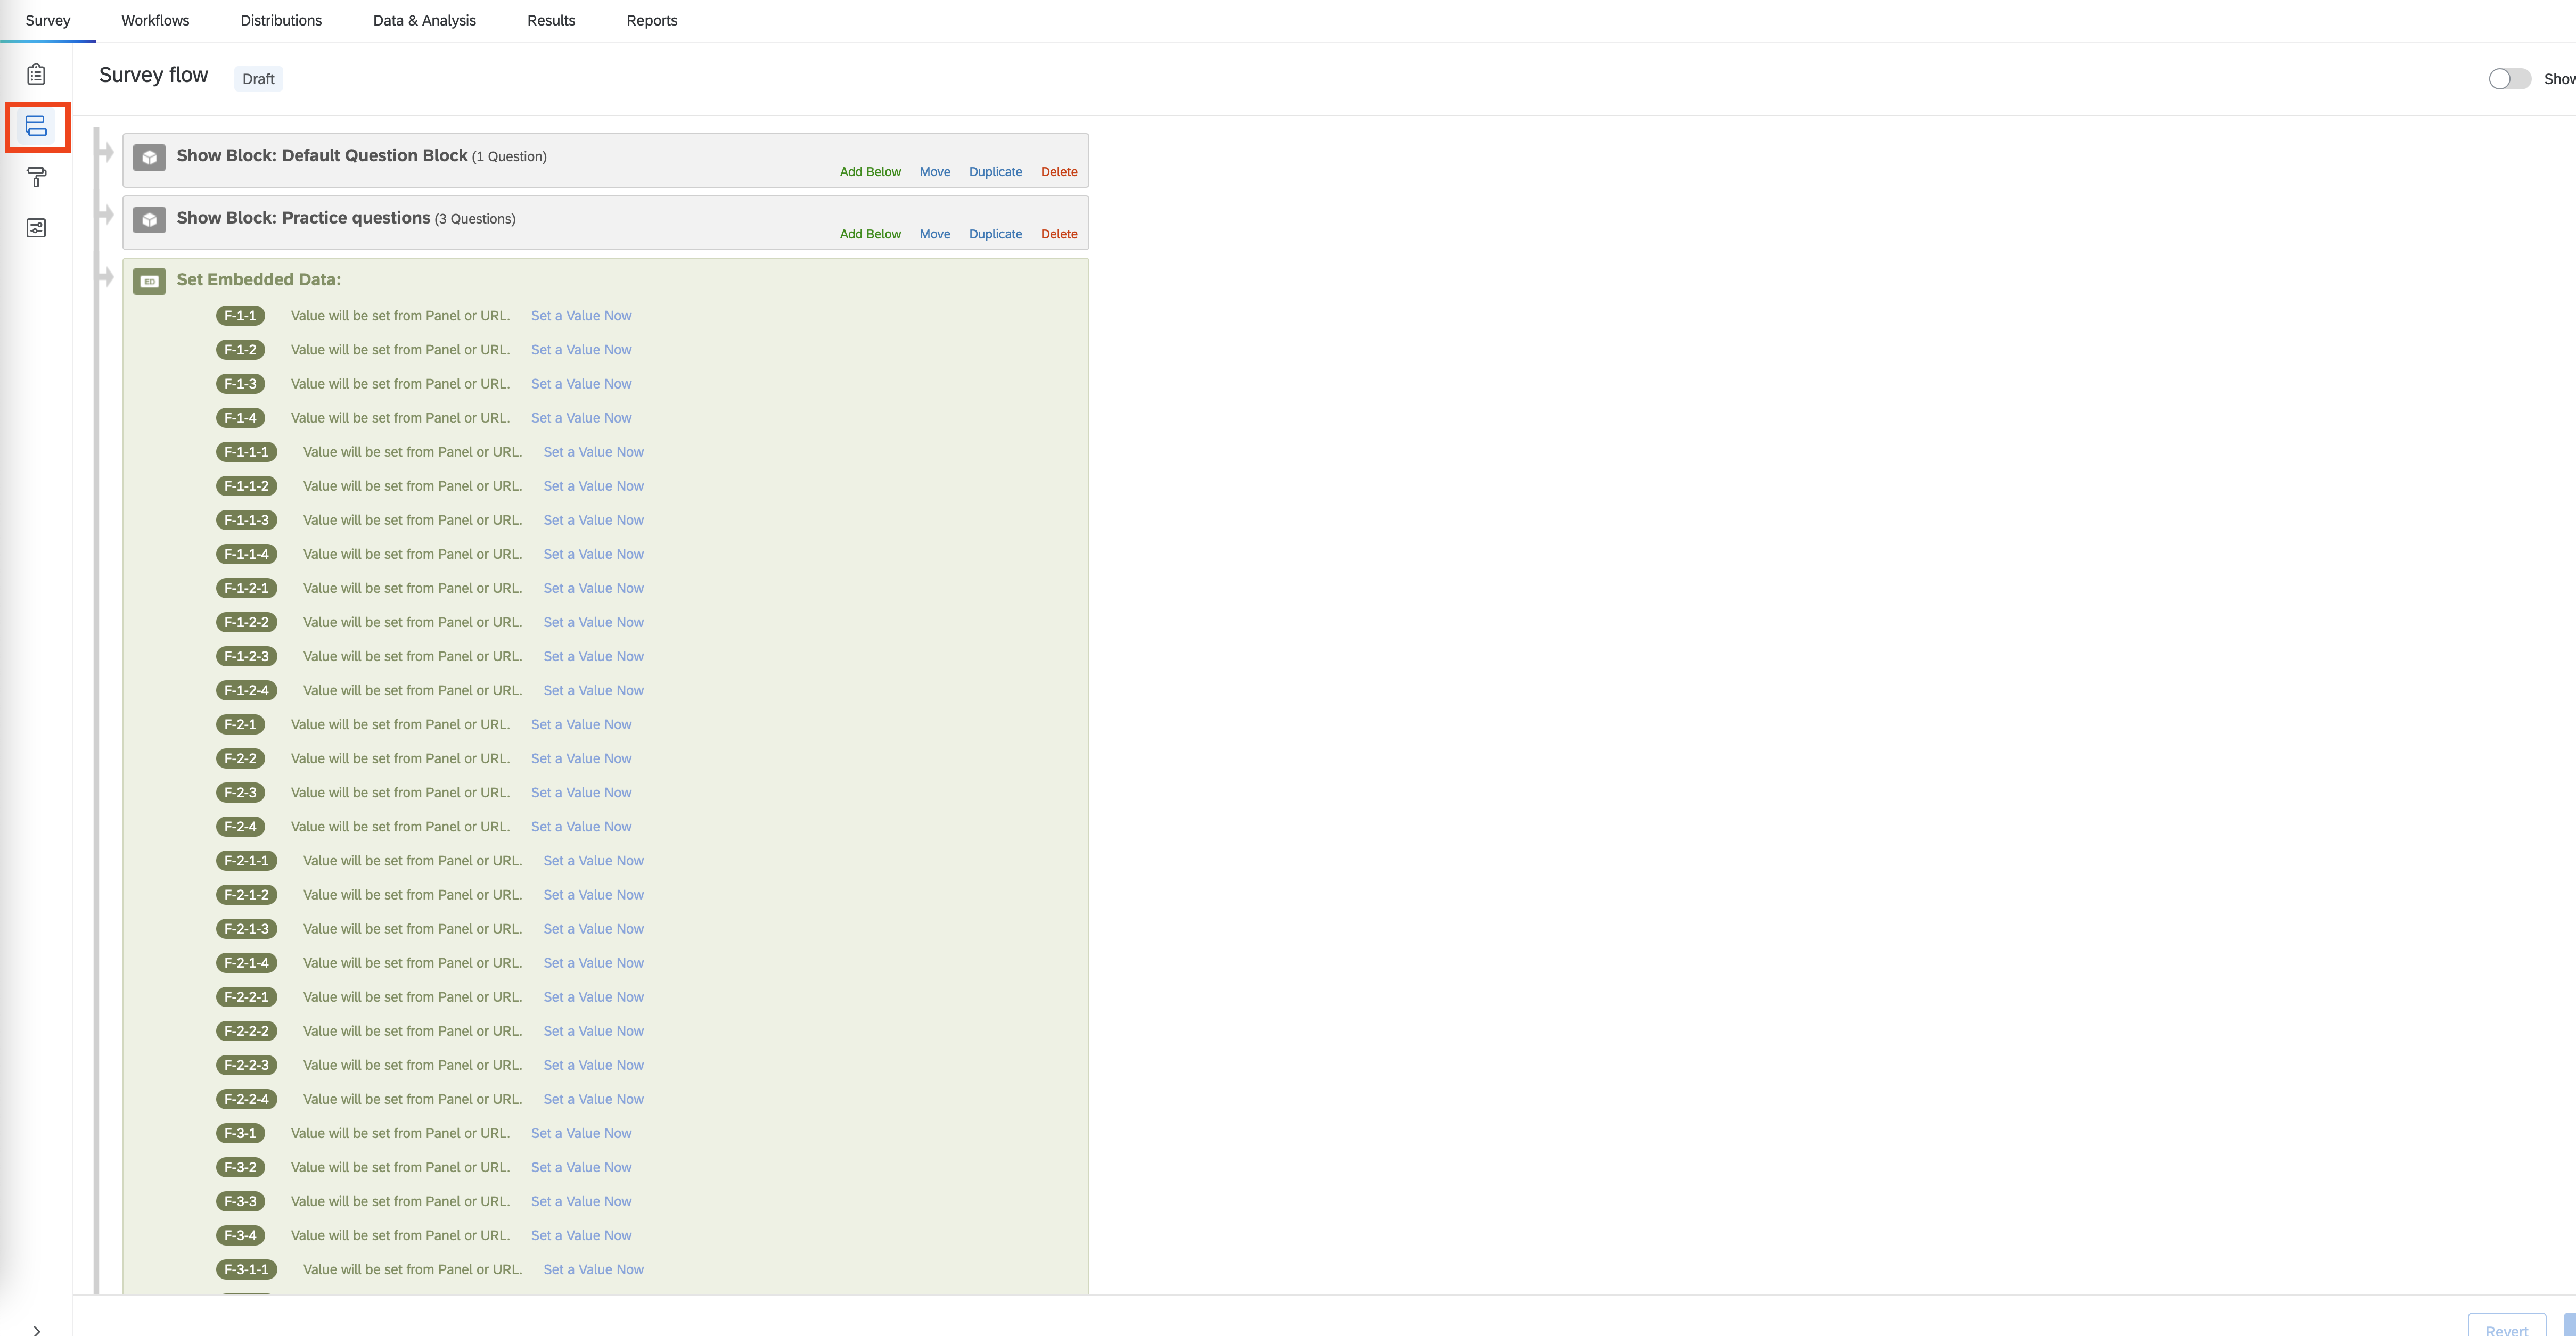 Survey Workflows Distributions Data & Analysis Results Reports
Survey flow Draft
Show Block: Default Question Block (1 Question)
Add Below Move Duplicate Delete
Show Block: Practice questions (3 Questions)
Add Below Move Duplicate Delete
ED Set Embedded Data:
F-1-1 Value will be set from Panel or URL. Set a Value Now
F-1-2 Value will be set from Panel or URL. Set a Value Now
F-1-3 Value will be set from Panel or URL. Set a Value Now
F-1-4 Value will be set from Panel or URL. Set a Value Now
F-1-1-1 Value will be set from Panel or URL. Set a Value Now
F-1-1-2 Value will be set from Panel or URL. Set a Value Now
F-1-1-3 Value will be set from Panel or URL. Set a Value Now
F-1-1-4 Value will be set from Panel or URL. Set a Value Now
F-1-2-1 Value will be set from Panel or URL. Set a Value Now
F-1-2-2 Value will be set from Panel or URL. Set a Value Now
F-1-2-3 Value will be set from Panel or URL. Set a Value Now
F-1-2-4 Value will be set from Panel or URL. Set a Value Now
F-2-1 Value will be set from Panel or URL. Set a Value Now
F-2-2 Value will be set from Panel or URL. Set a Value Now
F-2-3 Value will be set from Panel or URL. Set a Value Now
F-2-4 Value will be set from Panel or URL. Set a Value Now
F-2-1-1 Value will be set from Panel or URL. Set a Value Now
F-2-1-2 Value will be set from Panel or URL. Set a Value Now
F-2-1-3 Value will be set from Panel or URL. Set a Value Now
F-2-1-4 Value will be set from Panel or URL. Set a Value Now
F-2-2-1 Value will be set from Panel or URL. Set a Value Now
F-2-2-2 Value will be set from Panel or URL. Set a Value Now
F-2-2-3 Value will be set from Panel or URL. Set a Value Now
F-2-2-4 Value will be set from Panel or URL. Set a Value Now
F-3-1 Value will be set from Panel or URL. Set a Value Now
F-3-2 Value will be set from Panel or URL. Set a Value Now
F-3-3 Value will be set from Panel or URL. Set a Value Now
F-3-4 Value will be set from Panel or URL. Set a Value Now
F-3-1-1 Value will be set from Panel or URL. Set a Value Now
Revert